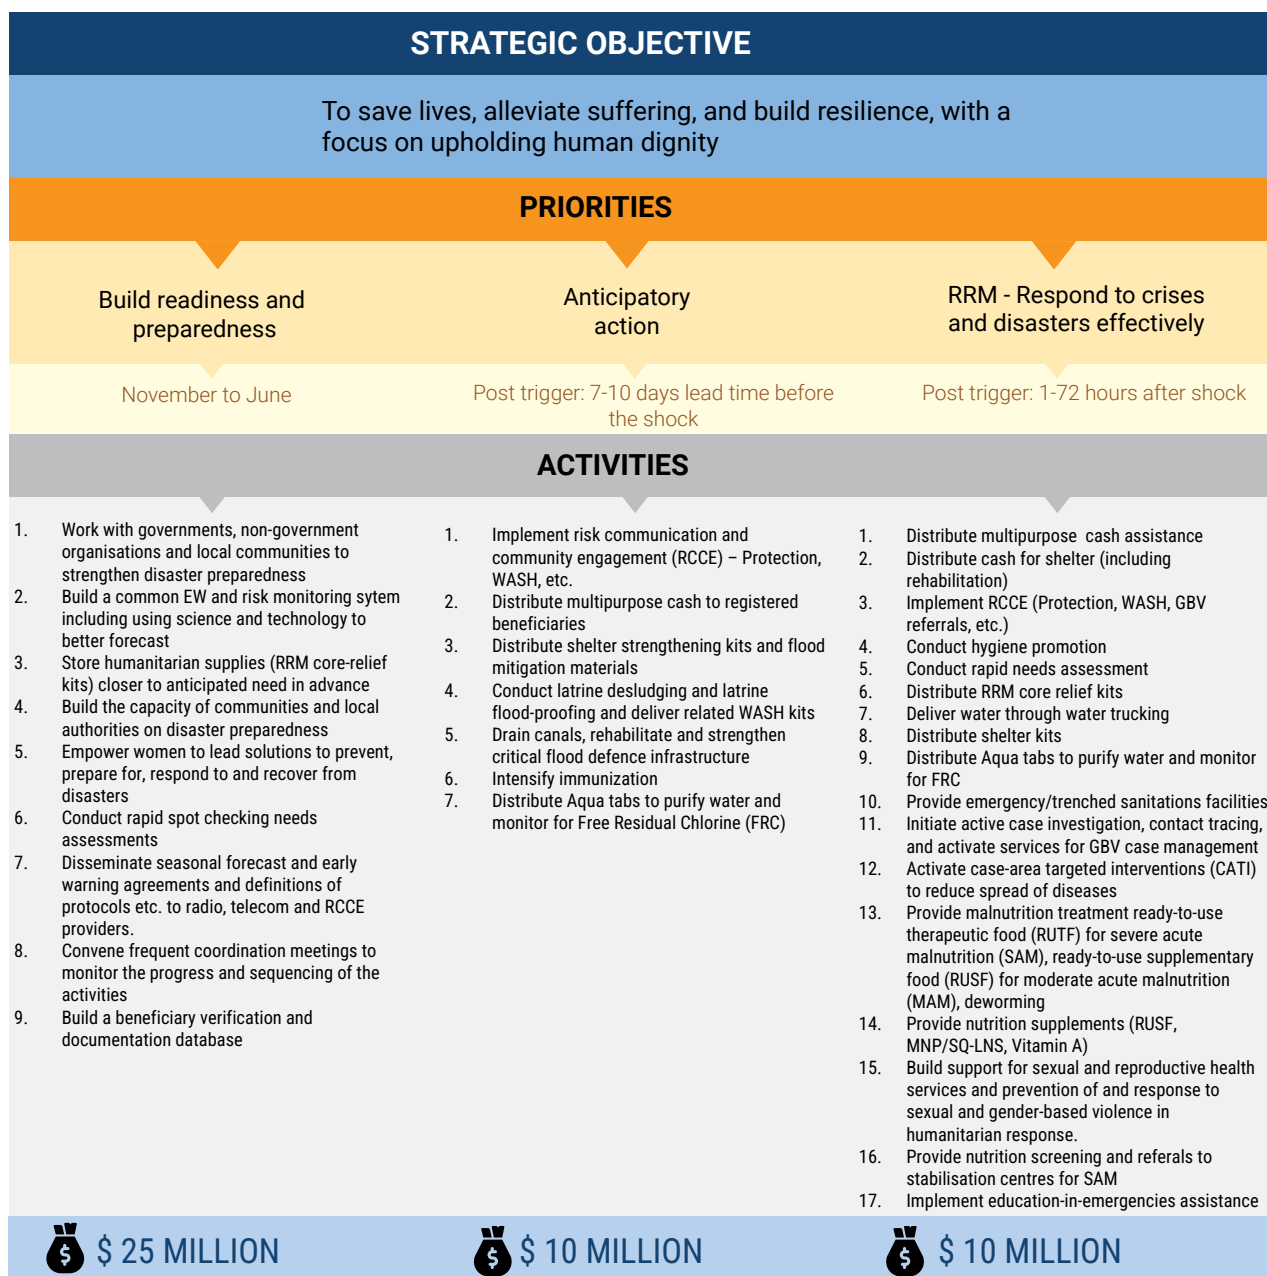 STRATEGIC OBJECTIVE
To save lives, alleviate suffering, and build resilience, with a
focus on upholding human dignity
PRIORITIES
Build readiness and
preparedness
Anticipatory
action
RRM - Respond to crises
and disasters effectively
November to June
Post trigger: 7-10 days lead time before
the shock
Post trigger: 1-72 hours after shock
ACTIVITIES
1. Work with governments, non-government
organisations and local communities to
strengthen disaster preparedness
2. Build a common EW and risk monitoring sytem
including using science and technology to
better forecast
3. Store humanitarian supplies (RRM core-relief
kits) closer to anticipated need in advance
4. Build the capacity of communities and local
authorities on disaster preparedness
5. Empower women to lead solutions to prevent,
prepare for, respond to and recover from
disasters
6. Conduct rapid spot checking needs
assessments
7. Disseminate seasonal forecast and early
warning agreements and definitions of
protocols etc. to radio, telecom and RCCE
providers.
8. Convene frequent coordination meetings to
monitor the progress and sequencing of the
activities
9. Build a beneficiary verification and
documentation database
1. Implement risk communication and
community engagement (RCCE) – Protection,
WASH, etc.
2. Distribute multipurpose cash to registered
beneficiaries
3. Distribute shelter strengthening kits and flood
mitigation materials
4. Conduct latrine desludging and latrine
flood-proofing and deliver related WASH kits
5. Drain canals, rehabilitate and strengthen
critical flood defence infrastructure
6. Intensify immunization
7. Distribute Aqua tabs to purify water and
monitor for Free Residual Chlorine (FRC)
1. Distribute multipurpose cash assistance
2. Distribute cash for shelter (including
rehabilitation)
3. Implement RCCE (Protection, WASH, GBV
referrals, etc.)
4. Conduct hygiene promotion
5. Conduct rapid needs assessment
6. Distribute RRM core relief kits
7. Deliver water through water trucking
8. Distribute shelter kits
9. Distribute Aqua tabs to purify water and monitor
for FRC
10. Provide emergency/trenched sanitations facilities
11. Initiate active case investigation, contact tracing,
and activate services for GBV case management
12. Activate case-area targeted interventions (CATI)
to reduce spread of diseases
13. Provide malnutrition treatment ready-to-use
therapeutic food (RUTF) for severe acute
malnutrition (SAM), ready-to-use supplementary
food (RUSF) for moderate acute malnutrition
(MAM), deworming
14. Provide nutrition supplements (RUSF,
MNP/SQ-LNS, Vitamin A)
15. Build support for sexual and reproductive health
services and prevention of and response to
sexual and gender-based violence in
humanitarian response.
16. Provide nutrition screening and referals to
stabilisation centres for SAM
17. Implement education-in-emergencies assistance
$ 25 MILLION
$ 10 MILLION
$ 10 MILLION